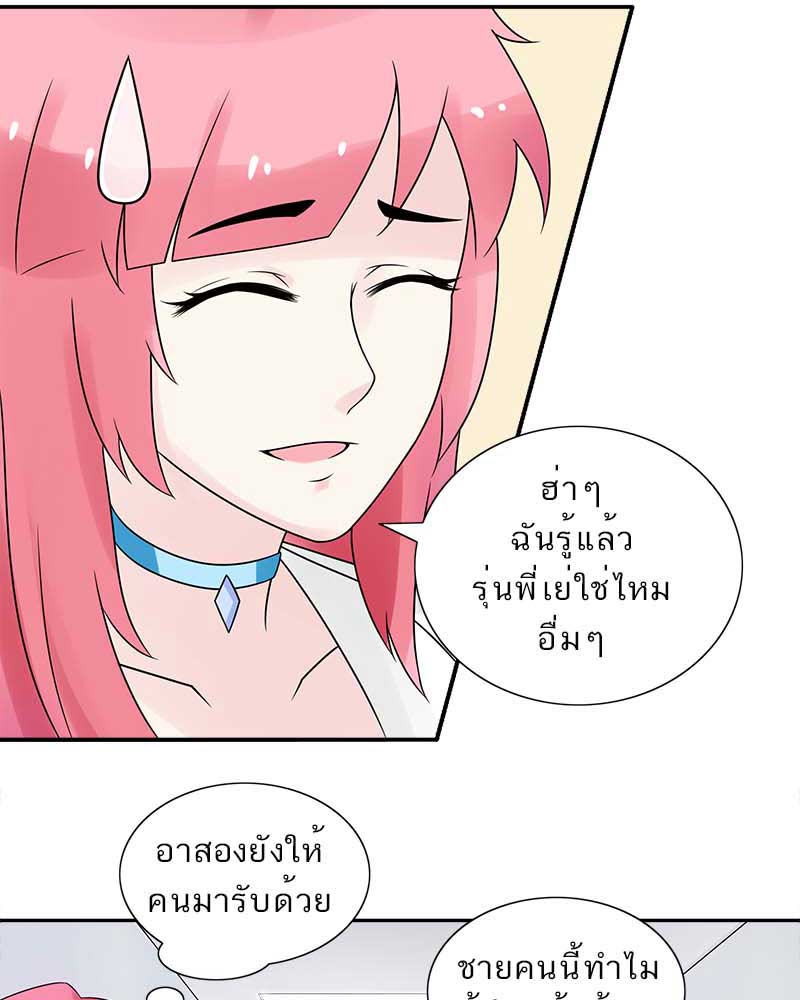 ฮ่าๆ
ฉันรู้แล้ว
รุ่นพี่เย่ใช่ไหม
อื่มๆ
อาสองยังให้
คนมารับด้วย
ชายคนนี้ทำไม